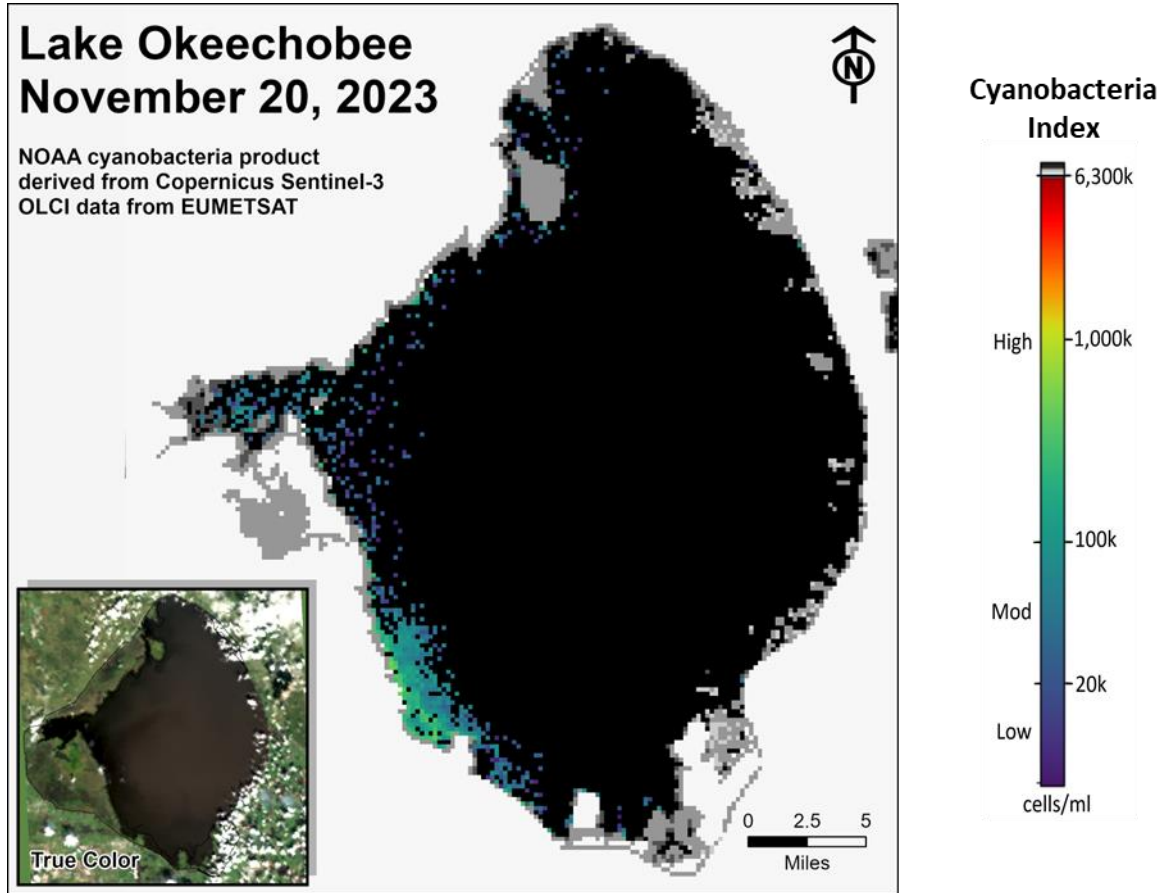 Lake Okeechobee
November 20, 2023
NOAA cyanobacteria product
derived from Copernicus Sentinel-3
OLCI data from EUMETSAT
N
Cyanobacteria
Index
6,300k
High
1,000k
100k
Mod
20k
Low
cells/ml
True Color
0 2.5 5
Miles